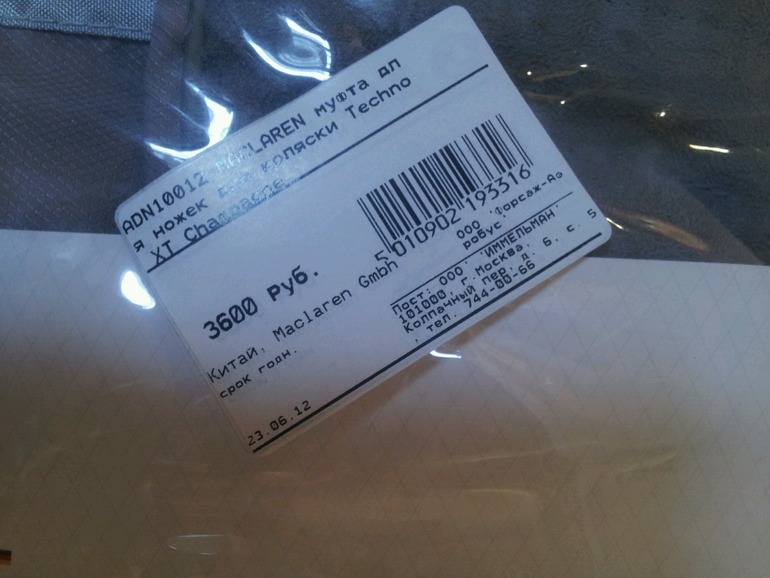 ADN10012 MACLAREN муфта дл
я ножек для коляски Techno
XT Champagne
5 010902 193316
3600 Руб.
ООО 'Форсаж-Аэ
робус'
Китай, Maclaren Gmbh
срок годн.
Пост: ООО 'ИММЕЛЬМАН'
101000, г.Москва,
Колпачный пер, д. 6, с. 5
, тел. 744-00-66
23.06.12